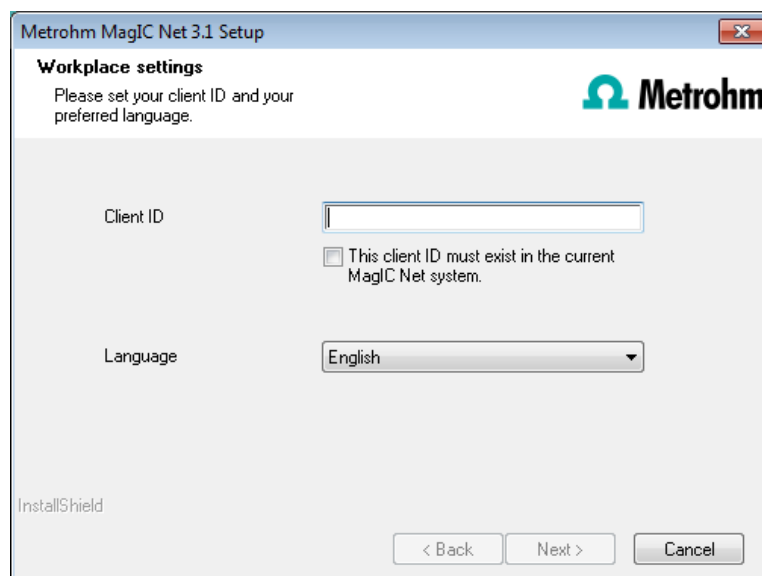 Metrohm MagIC Net 3.1 Setup
Workplace settings
Please set your client ID and your
preferred language.
Metrohm
Client ID
This client ID must exist in the current
MagIC Net system.
Language
English
InstallShield
< Back
Next >
Cancel